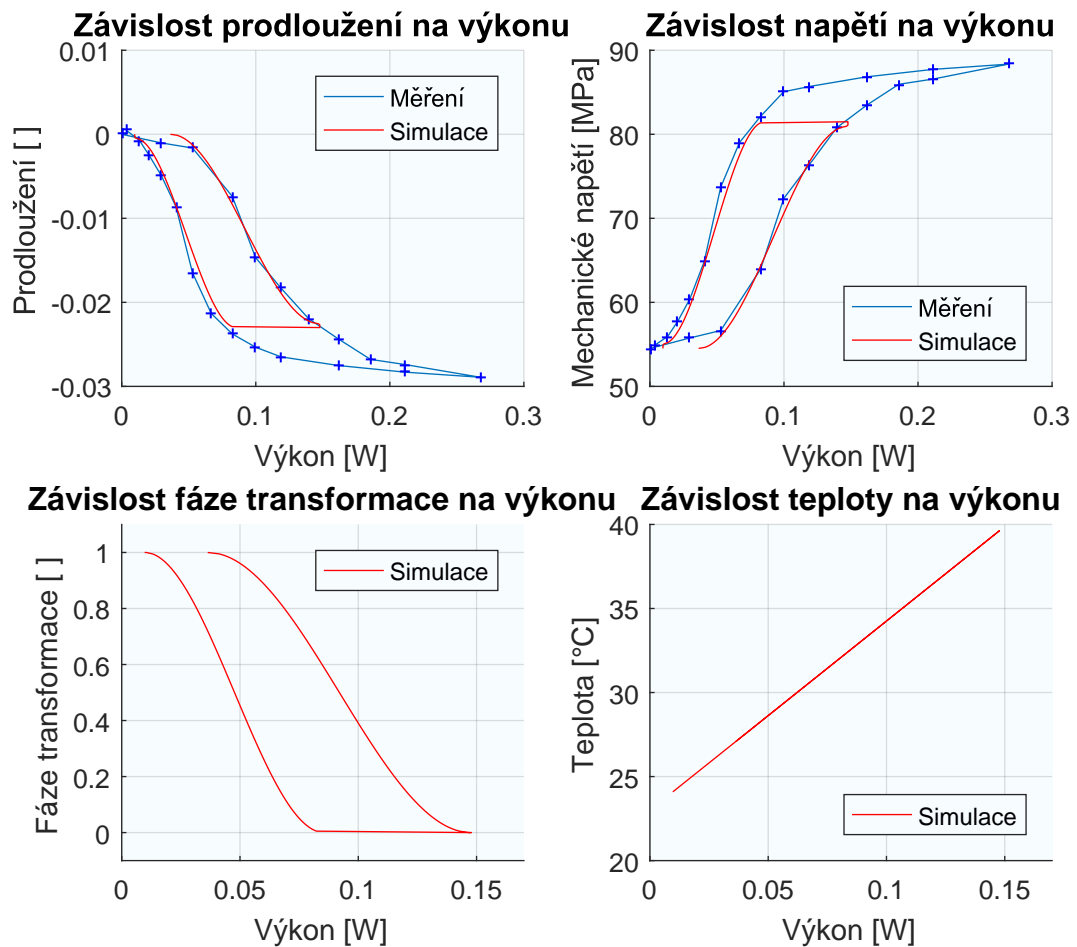 Závislost prodloužení na výkonu
0.01
0
-0.01
-0.02
-0.03
Prodloužení [ ]
Měření
Simulace
0
0.1
0.2
0.3
Výkon [W]
Závislost napětí na výkonu
90
80
70
60
50
Mechanické napětí [MPa]
Měření
Simulace
0
0.1
0.2
0.3
Výkon [W]
Závislost fáze transformace na výkonu
1
0.8
0.6
0.4
0.2
0
Fáze transformace [ ]
Simulace
0
0.05
0.1
0.15
Výkon [W]
Závislost teploty na výkonu
40
35
30
25
20
Teplota [°C]
Simulace
0
0.05
0.1
0.15
Výkon [W]